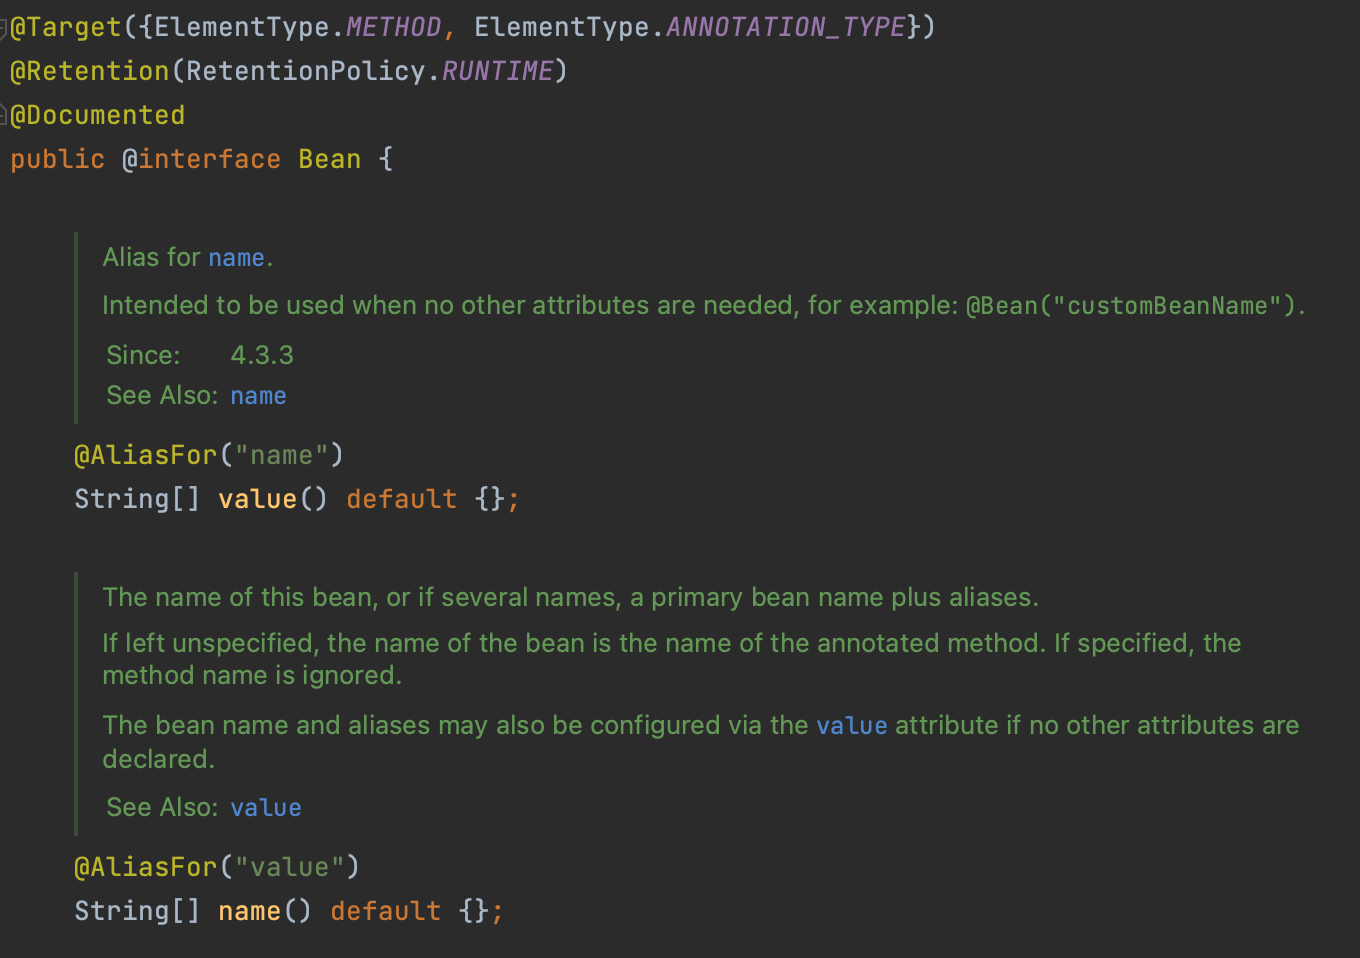 @Target({ElementType.METHOD, ElementType.ANNOTATION_TYPE})
@Retention(RetentionPolicy.RUNTIME)
@Documented
public @interface Bean {
Alias for name.
Intended to be used when no other attributes are needed, for example: @Bean("customBeanName").
Since: 4.3.3
See Also: name
@AliasFor("name")
String[] value() default {};
The name of this bean, or if several names, a primary bean name plus aliases.
If left unspecified, the name of the bean is the name of the annotated method. If specified, the
method name is ignored.
The bean name and aliases may also be configured via the value attribute if no other attributes are
declared.
See Also: value
@AliasFor("value")
String[] name() default {};